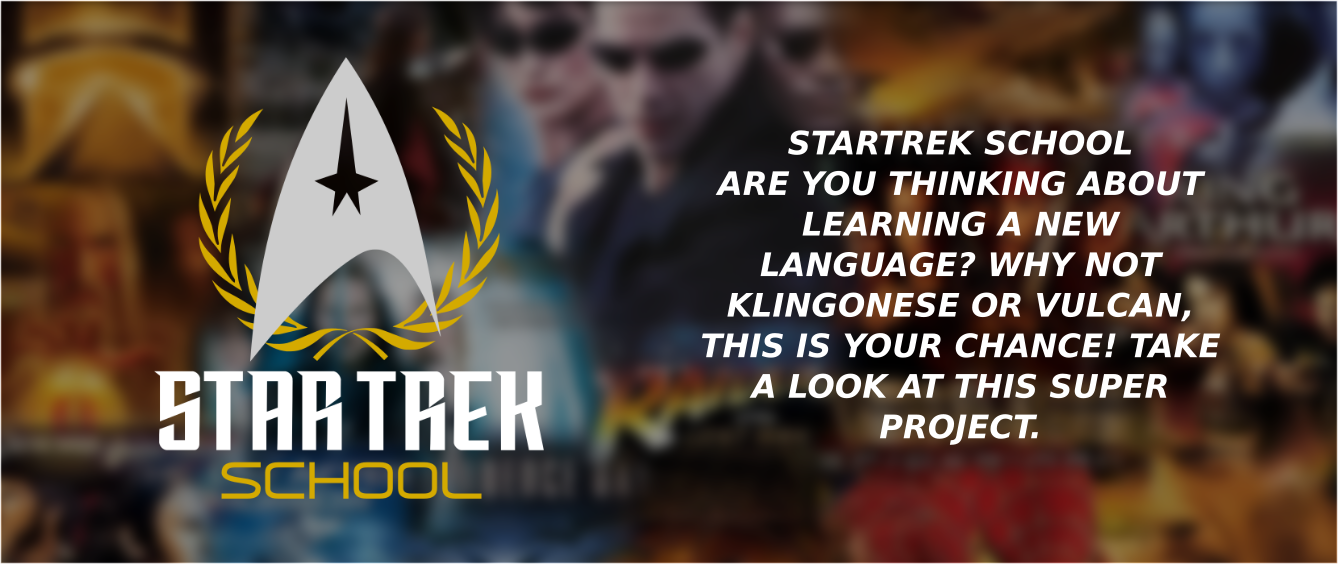 STAR TREK
SCHOOL
STARTREK SCHOOL
ARE YOU THINKING ABOUT
LEARNING A NEW
LANGUAGE? WHY NOT
KLINGONESE OR VULCAN,
THIS IS YOUR CHANCE! TAKE
A LOOK AT THIS SUPER
PROJECT.